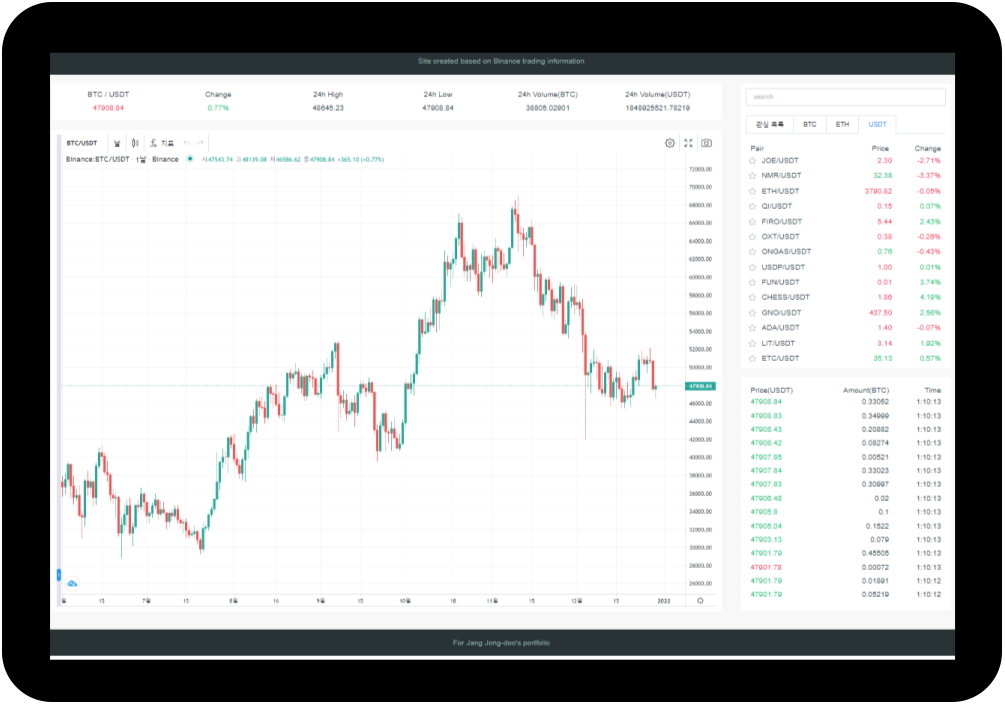 Site created based on Binance trading information
BTC / USDT Change 24h High 24h Low 24h Volume(BTC) 24h Volume(USDT)
47908.84 0.77% 48645.23 47908.84 38805.02901 1848925521.78219
BTC/USDT 날 지표
Binance:BTC/USDT 1날 Binance 시47543.74 고48139.08 저46586.62 종47908.84 +365.10 (+0.77%)
72000.00
70000.00
68000.00
66000.00
64000.00
62000.00
60000.00
58000.00
56000.00
54000.00
52000.00
50000.00
47908.84
46000.00
44000.00
42000.00
40000.00
38000.00
36000.00
34000.00
32000.00
30000.00
28000.00
26000.00
월 15 7월 15 8월 16 9월 15 10월 18 11월 15 12월 15 2022
search
관심 목록 BTC ETH USDT
Pair Price Change
JOE/USDT 2.30 -2.71%
NMR/USDT 32.38 -3.37%
ETH/USDT 3790.82 -0.05%
QI/USDT 0.15 0.07%
FIRO/USDT 5.44 2.43%
OXT/USDT 0.38 -0.26%
ONGAS/USDT 0.76 -0.43%
USDP/USDT 1.00 0.01%
FUN/USDT 0.01 3.74%
CHESS/USDT 1.86 4.19%
GNO/USDT 437.50 2.56%
ADA/USDT 1.40 -0.07%
LIT/USDT 3.14 1.92%
ETC/USDT 35.13 0.57%
Price(USDT) Amount(BTC) Time
47908.84 0.33052 1:10:13
47908.83 0.34999 1:10:13
47908.43 0.20882 1:10:13
47908.42 0.08274 1:10:13
47907.85 0.00521 1:10:13
47907.84 0.33023 1:10:13
47907.83 0.30997 1:10:13
47906.48 0.02 1:10:13
47905.8 0.1 1:10:13
47905.04 0.1522 1:10:13
47903.13 0.079 1:10:13
47901.79 0.45505 1:10:13
47901.78 0.00072 1:10:13
47901.79 0.01891 1:10:12
47901.79 0.05219 1:10:12
For Jang Jong-doo's portfolio